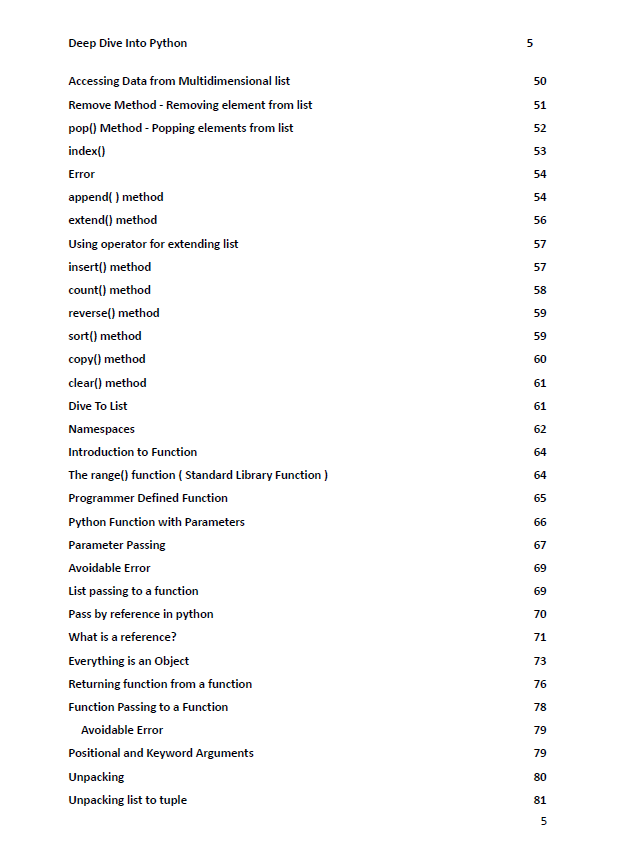 Deep Dive Into Python 5
Accessing Data from Multidimensional list 50
Remove Method - Removing element from list 51
pop() Method - Popping elements from list 52
index() 53
Error 54
append( ) method 54
extend() method 56
Using operator for extending list 57
insert() method 57
count() method 58
reverse() method 59
sort() method 59
copy() method 60
clear() method 61
Dive To List 61
Namespaces 62
Introduction to Function 64
The range() function ( Standard Library Function ) 64
Programmer Defined Function 65
Python Function with Parameters 66
Parameter Passing 67
Avoidable Error 69
List passing to a function 69
Pass by reference in python 70
What is a reference? 71
Everything is an Object 73
Returning function from a function 76
Function Passing to a Function 78
Avoidable Error 79
Positional and Keyword Arguments 79
Unpacking 80
Unpacking list to tuple 81
5